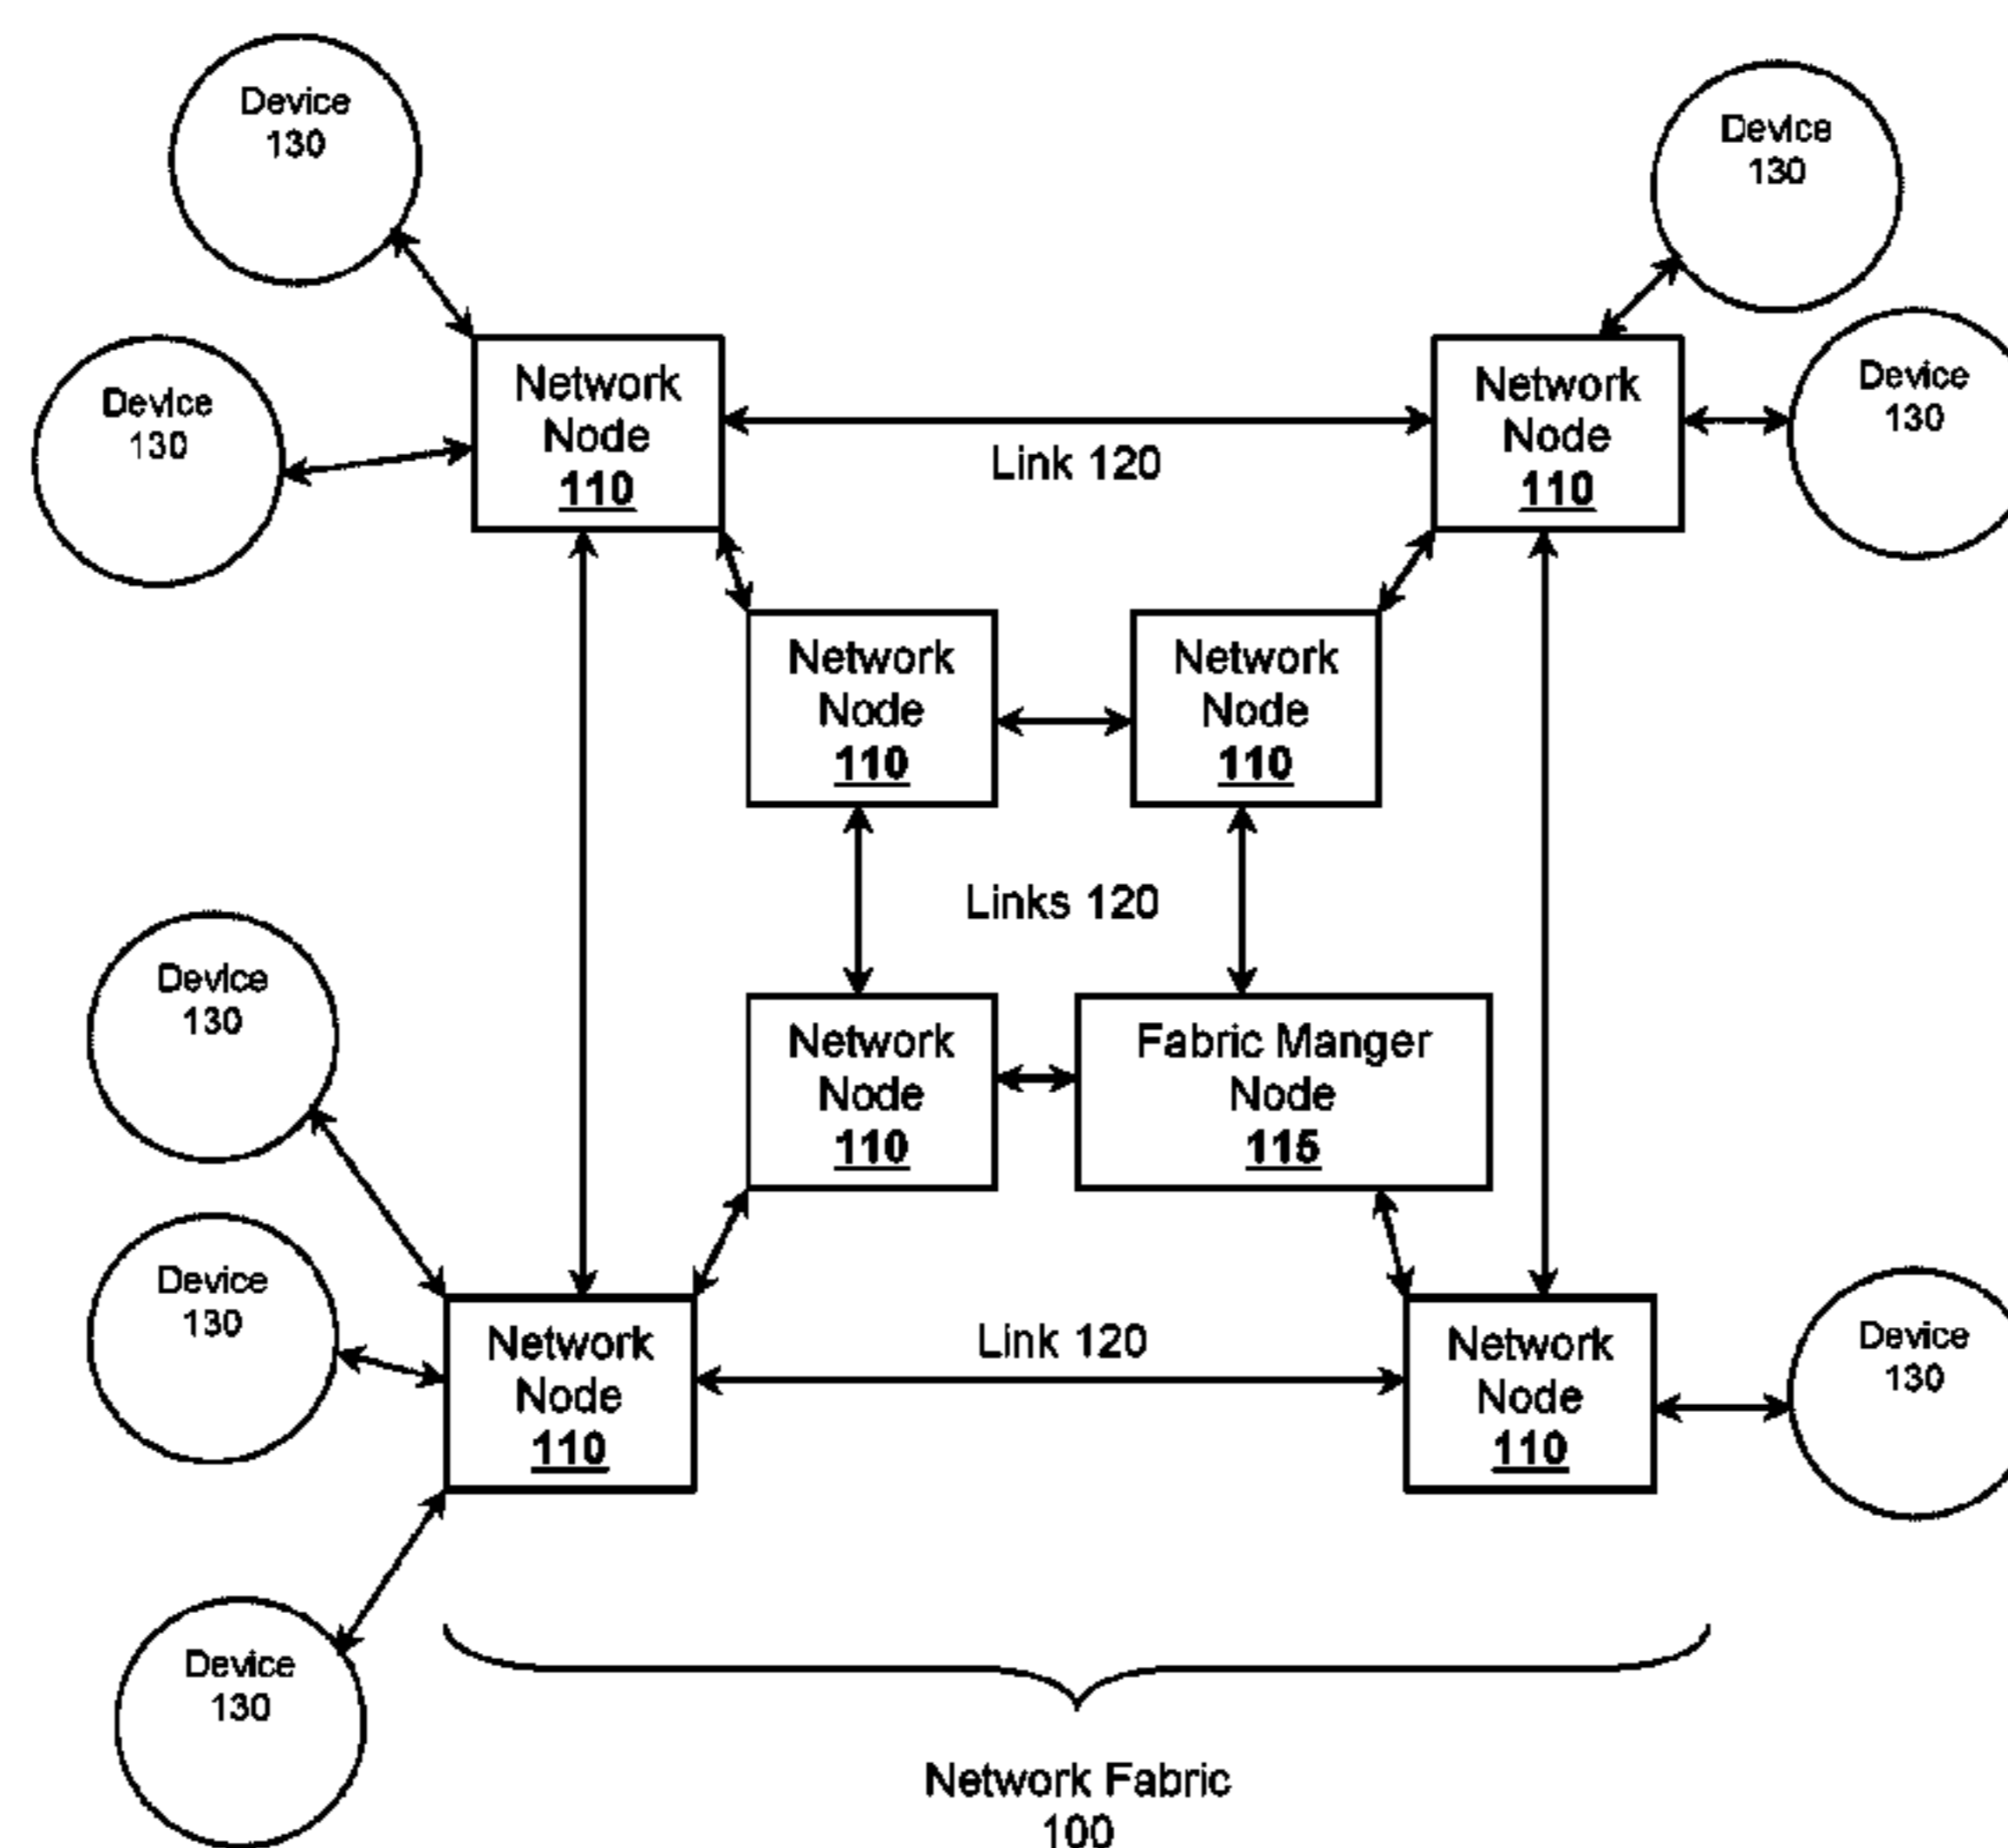 Device
130
Device
130
Device
130
Network
Node
110
Network
Node
110
Device
130
Link 120
Network
Node
110
Network
Node
110
Links 120
Device
130
Network
Node
110
Fabric Manger
Node
115
Device
130
Network
Node
110
Link 120
Network
Node
110
Device
130
Device
130
Network Fabric
100